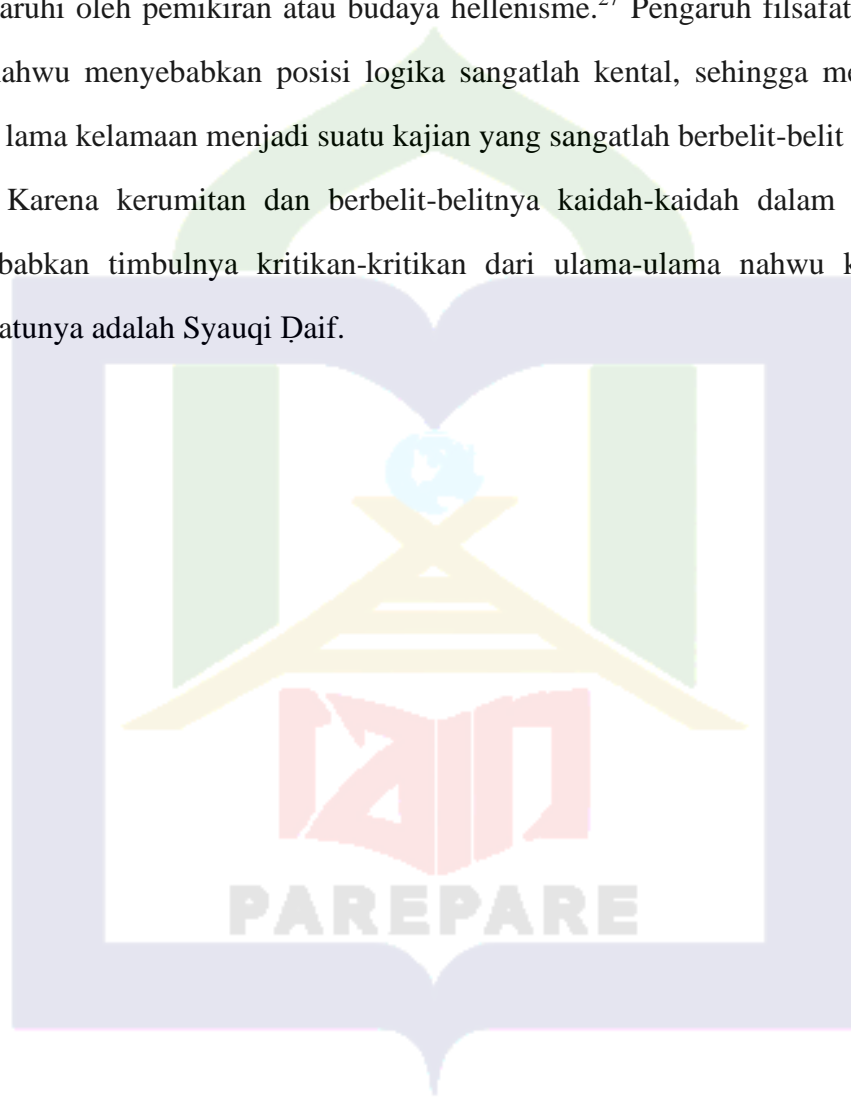 aruhi oleh pemikiran atau budaya hellenisme.²⁷ Pengaruh filsafat
ahwu menyebabkan posisi logika sangatlah kental, sehingga me
lama kelamaan menjadi suatu kajian yang sangatlah berbelit-belit
Karena kerumitan dan berbelit-belitnya kaidah-kaidah dalam
babkan timbulnya kritikan-kritikan dari ulama-ulama nahwu k
atunya adalah Syauqi Ḍaif.
PAREPARE